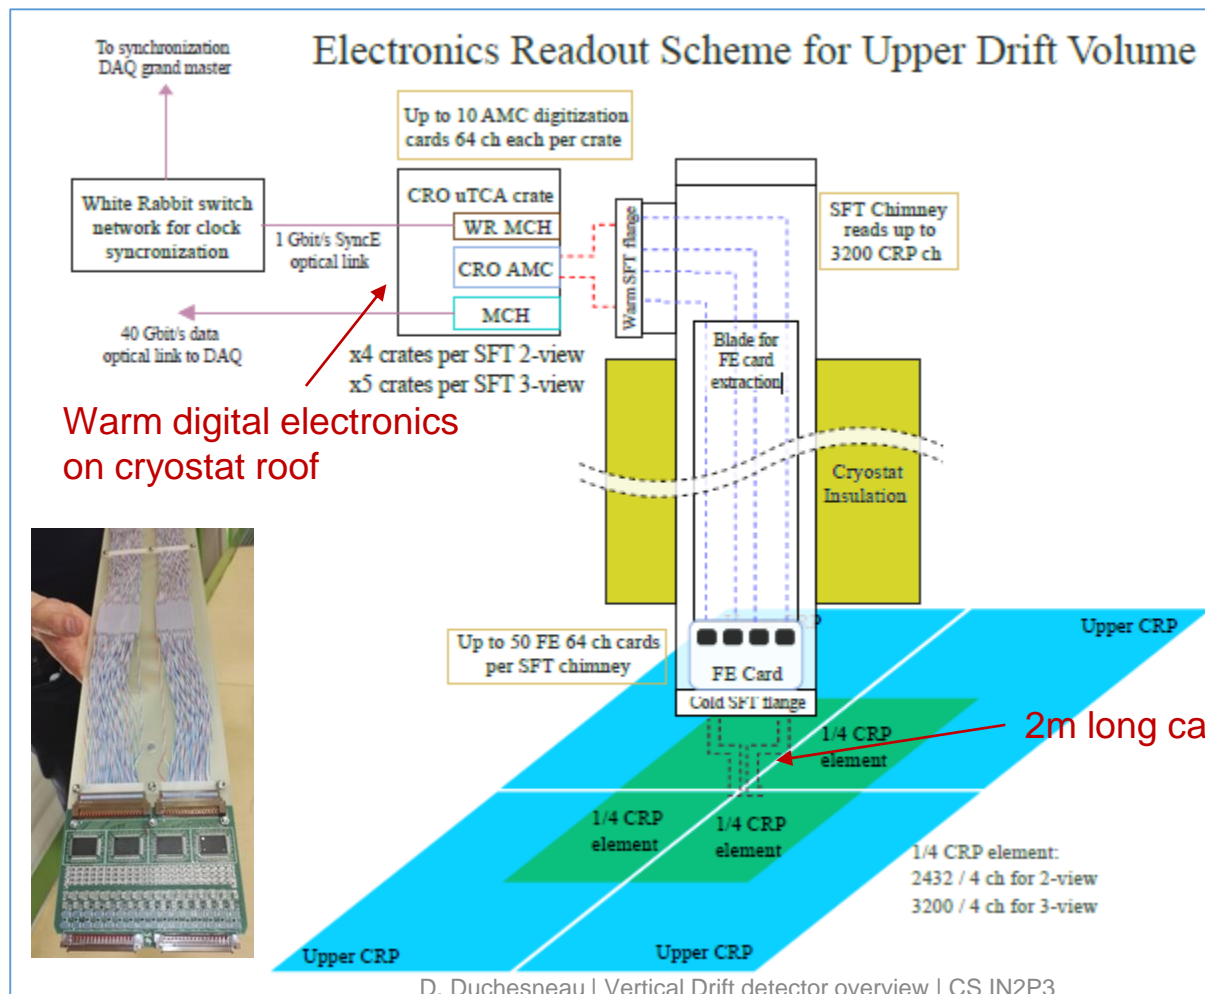 Electronics Readout Scheme for Upper Drift Volume
To synchronization
DAQ grand master
Up to 10 AMC digitization
cards 64 ch each per crate
White Rabbit switch
network for clock
syncronization
1 Gbit/s SyncE
optical link
CRO uTCA crate
WR MCH
CRO AMC
MCH
Warm SFT flange
SFT Chimney
reads up to
3200 CRP ch
40 Gbit/s data
optical link to DAQ
x4 crates per SFT 2-view
x5 crates per SFT 3-view
Blade for
FE card
extraction
Warm digital electronics
on cryostat roof
Cryostat
Insulation
Up to 50 FE 64 ch cards
per SFT chimney
FE Card
Cold SFT flange
Upper CRP
2m long ca
1/4 CRP
element
1/4 CRP
element
1/4 CRP
element
1/4 CRP element:
2432 / 4 ch for 2-view
3200 / 4 ch for 3-view
Upper CRP
Upper CRP
D. Duchesneau | Vertical Drift detector overview | CS IN2P3